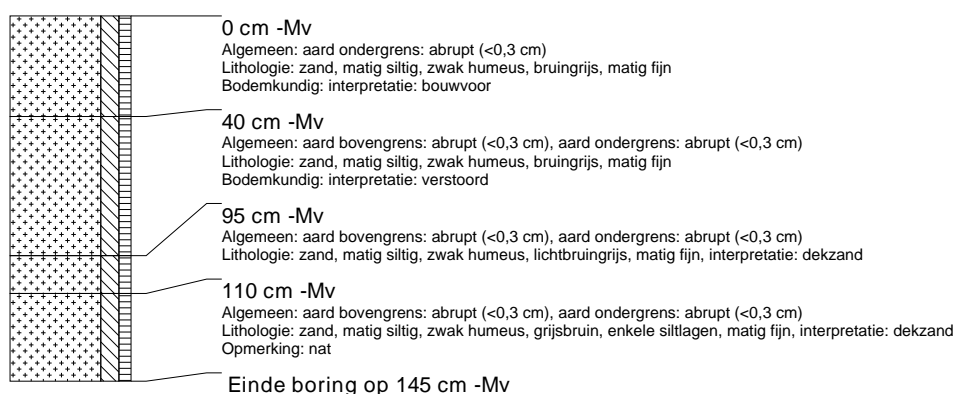 0 cm -Mv
Algemeen: aard ondergrens: abrupt (<0,3 cm)
Lithologie: zand, matig siltig, zwak humeus, bruingrijs, matig fijn
Bodemkundig: interpretatie: bouwvoor
40 cm -Mv
Algemeen: aard bovengrens: abrupt (<0,3 cm), aard ondergrens: abrupt (<0,3 cm)
Lithologie: zand, matig siltig, zwak humeus, bruingrijs, matig fijn
Bodemkundig: interpretatie: verstoord
95 cm -Mv
Algemeen: aard bovengrens: abrupt (<0,3 cm), aard ondergrens: abrupt (<0,3 cm)
Lithologie: zand, matig siltig, zwak humeus, lichtbruingrijs, matig fijn, interpretatie: dekzand
110 cm -Mv
Algemeen: aard bovengrens: abrupt (<0,3 cm), aard ondergrens: abrupt (<0,3 cm)
Lithologie: zand, matig siltig, zwak humeus, grijsbruin, enkele siltlagen, matig fijn, interpretatie: dekzand
Opmerking: nat
Einde boring op 145 cm -Mv